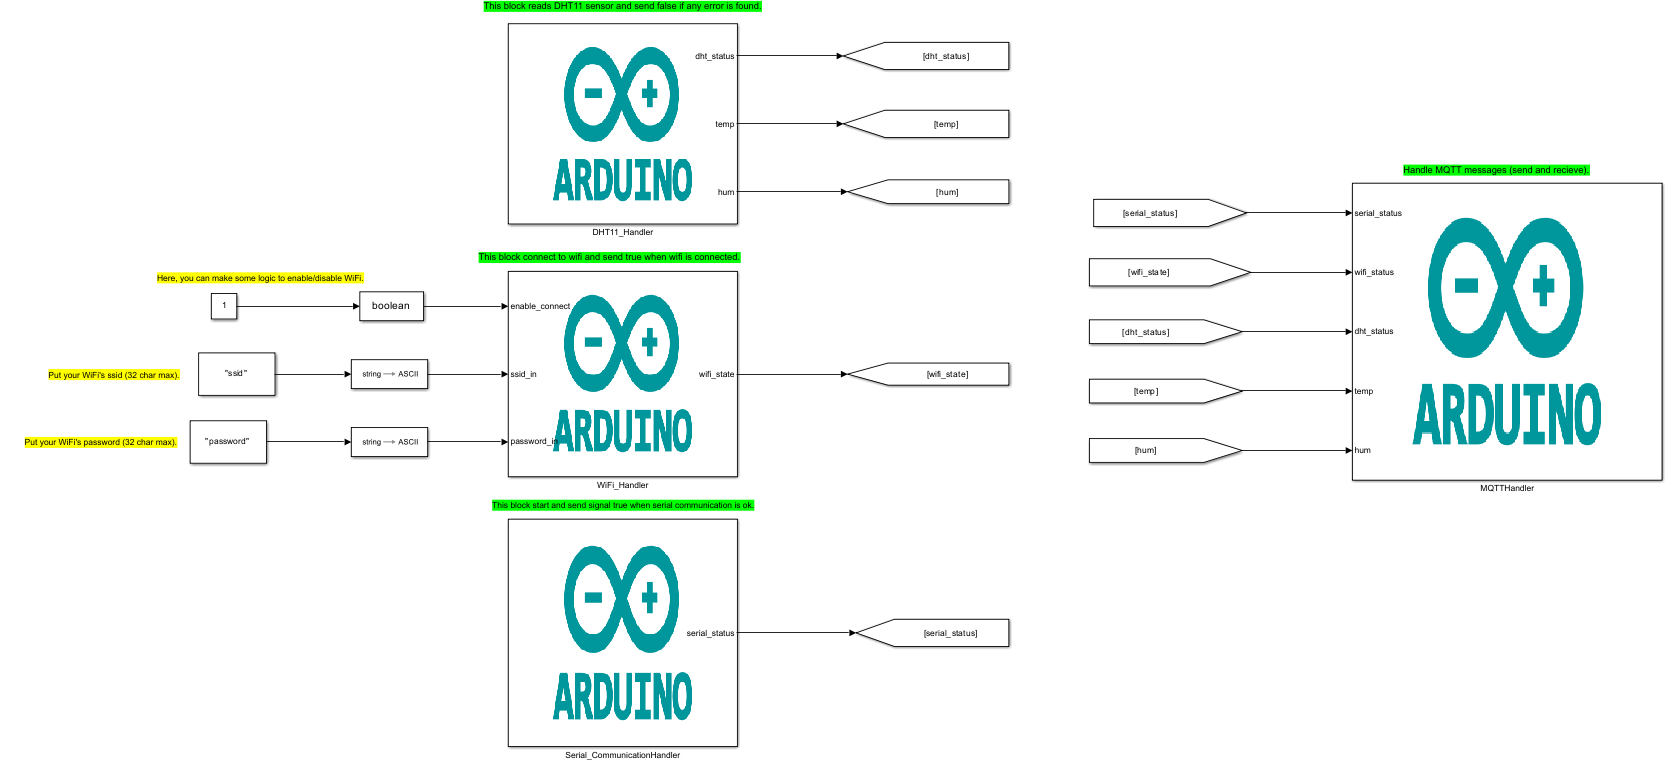 This block reads DHT11 sensor and send false if any error is found.
dht_status
[dht_status]
temp
[temp]
hum
[hum]
ARDUINO
DHT11_Handler
This block connect to wifi and send true when wifi is connected.
Here, you can make some logic to enable/disable WiFi.
1
boolean
enable_connect
Put your WiFi's ssid (32 char max).
"ssid"
string → ASCII
ssid_in
wifi_state
[wifi_state]
Put your WiFi's password (32 char max).
"password"
string → ASCII
password_in
ARDUINO
WiFi_Handler
This block start and send signal true when serial communication is ok.
serial_status
[serial_status]
ARDUINO
Serial_CommunicationHandler
Handle MQTT messages (send and recieve).
[serial_status]
serial_status
[wifi_state]
wifi_status
[dht_status]
dht_status
[temp]
temp
[hum]
hum
ARDUINO
MQTTHandler